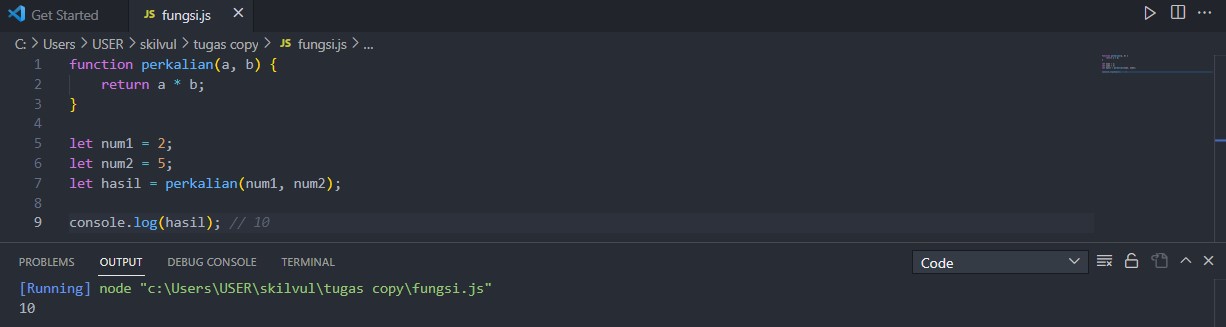 Get Started JS fungsi.js ×
C: > Users > USER > skilvul > tugas copy > JS fungsi.js > ...
1 function perkalian(a, b) {
2     return a * b;
3 }
4
5 let num1 = 2;
6 let num2 = 5;
7 let hasil = perkalian(num1, num2);
8
9 console.log(hasil); // 10
PROBLEMS OUTPUT DEBUG CONSOLE TERMINAL Code
[Running] node "c:\Users\USER\skilvul\tugas copy\fungsi.js"
10